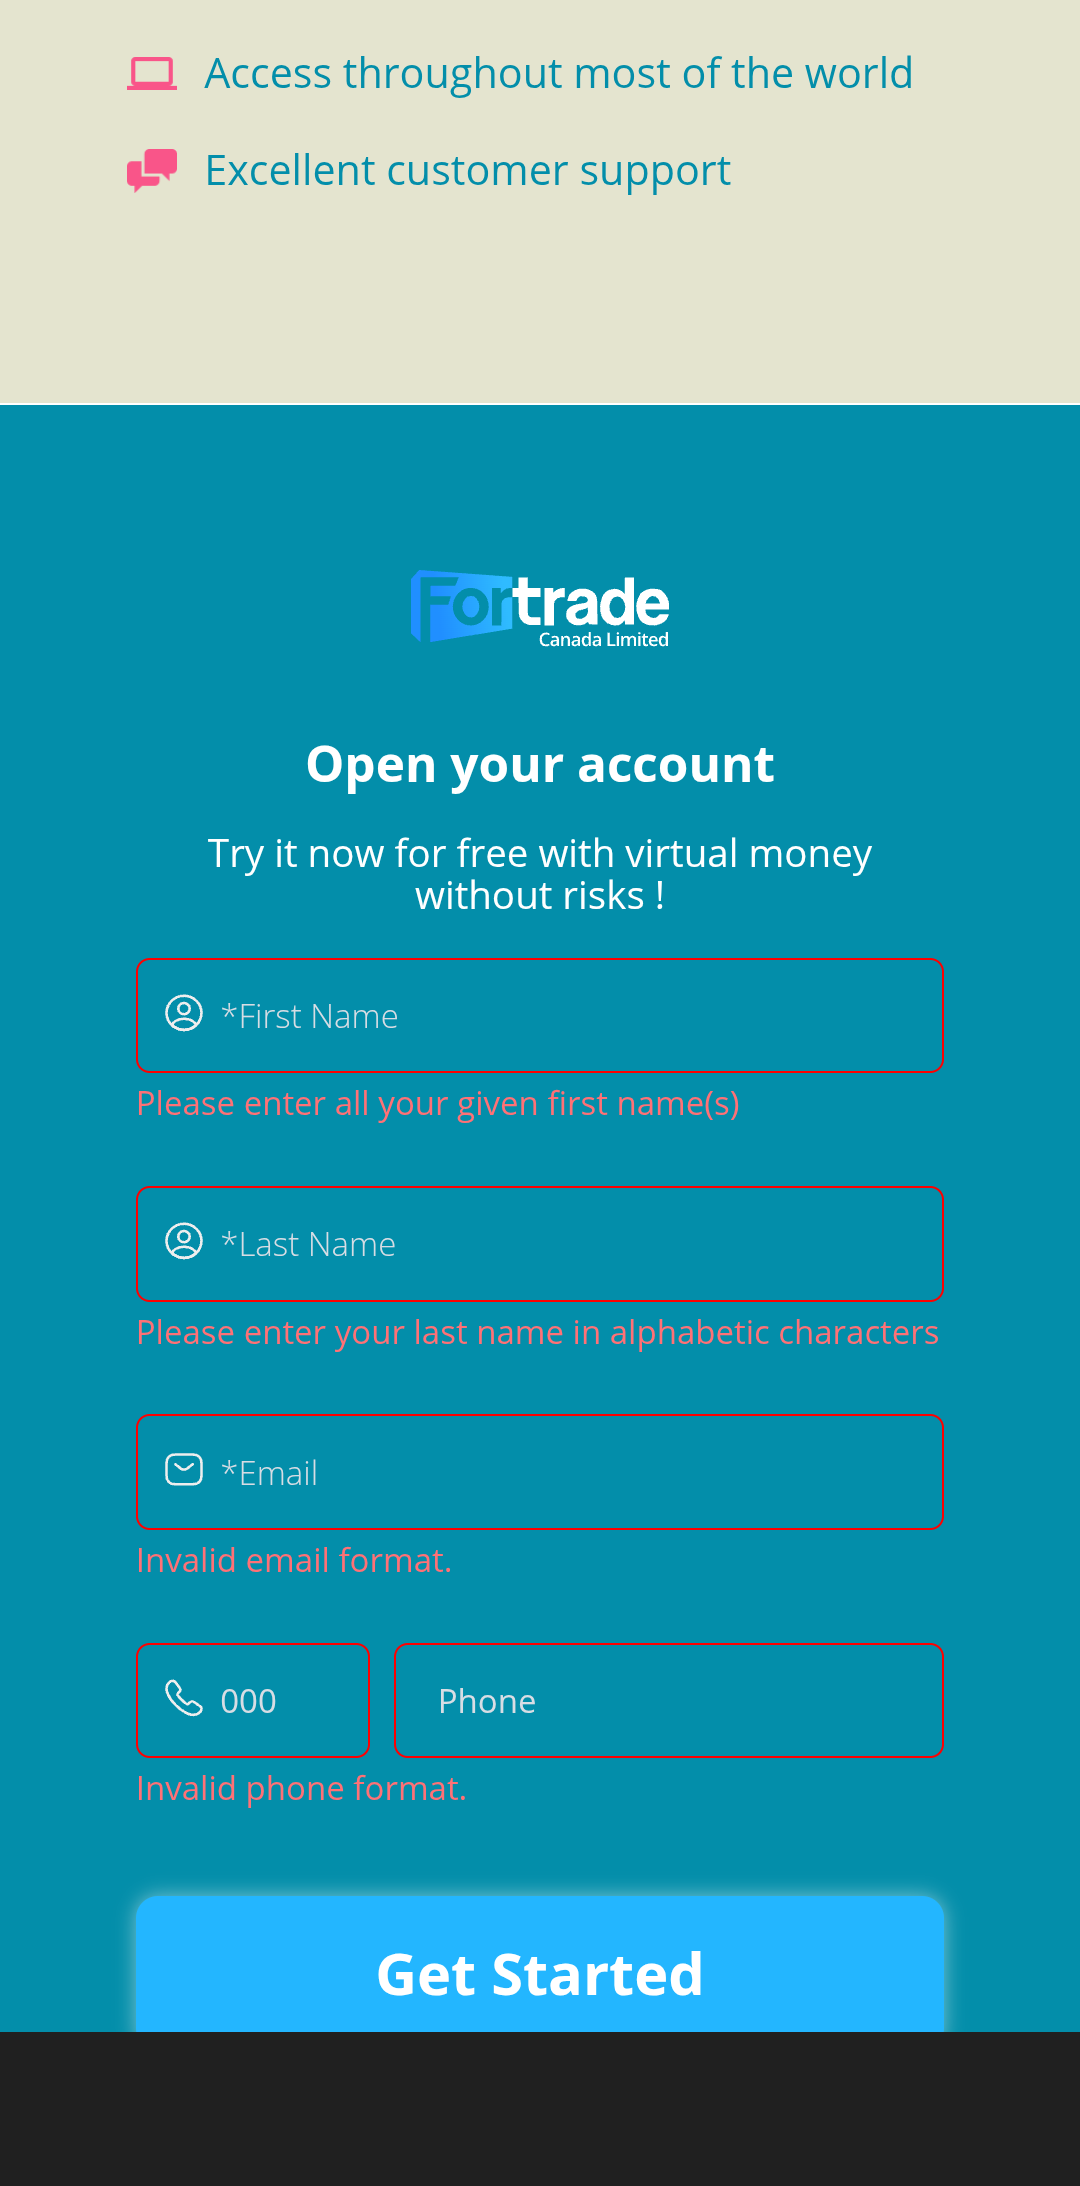 Access throughout most of the world
Excellent customer support
Fortrade
Canada Limited
Open your account
Try it now for free with virtual money
without risks !
*First Name
Please enter all your given first name(s)
*Last Name
Please enter your last name in alphabetic characters
*Email
Invalid email format.
000 Phone
Invalid phone format.
Get Started